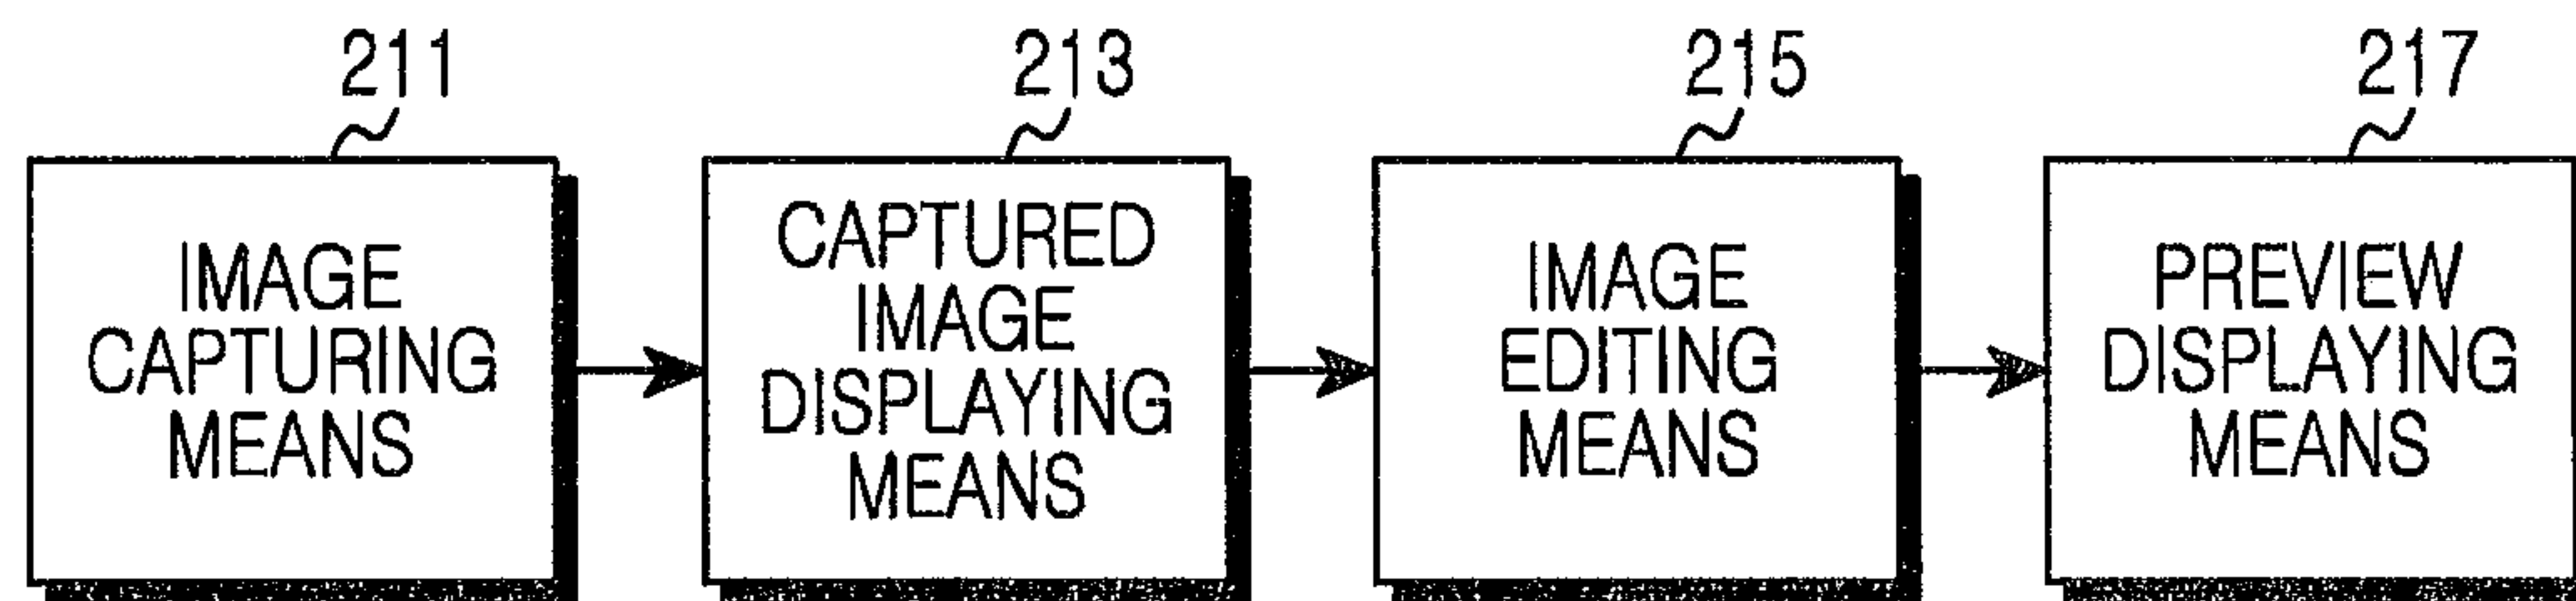 211
IMAGE
CAPTURING
MEANS
213
CAPTURED
IMAGE
DISPLAYING
MEANS
215
IMAGE
EDITING
MEANS
217
PREVIEW
DISPLAYING
MEANS